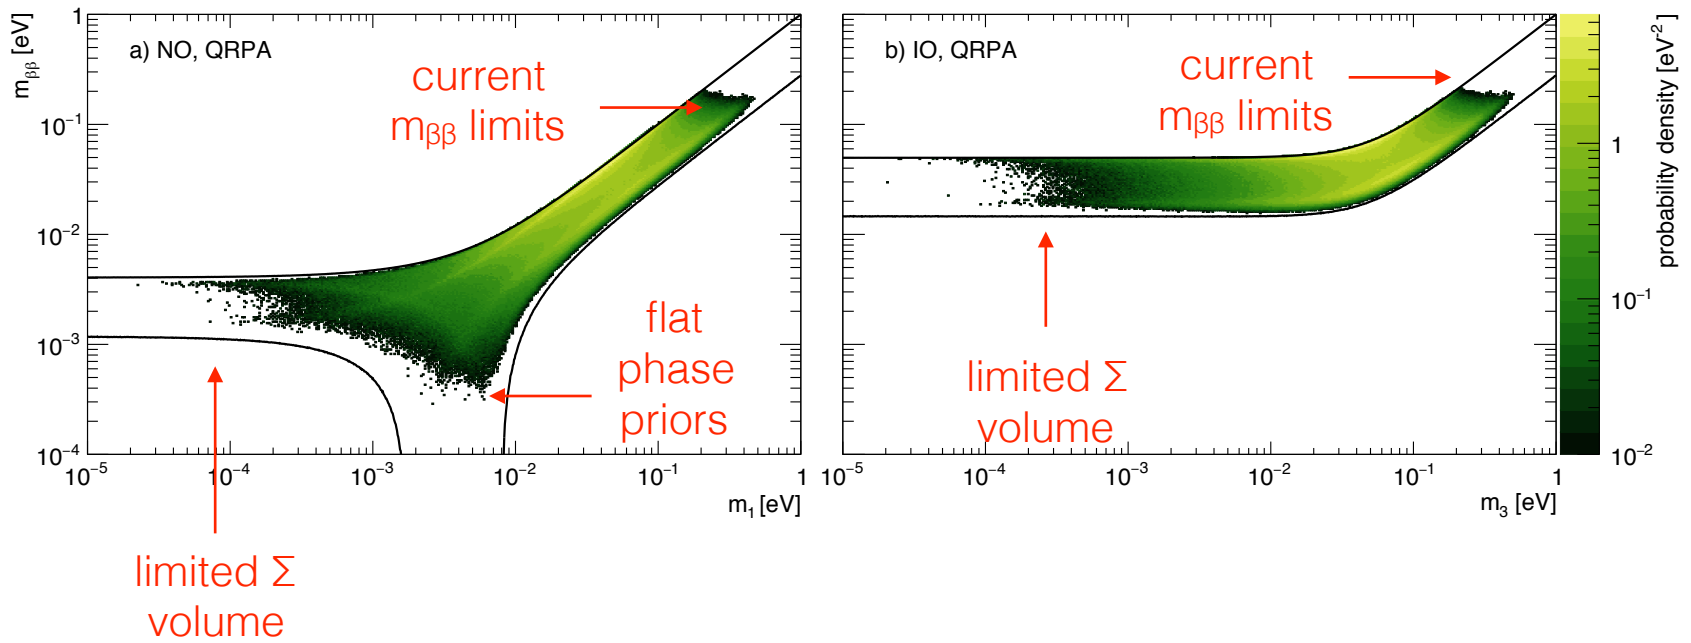 a) NO, QRPA
current
mββ limits
flat
phase
priors
limited Σ
volume
mββ [eV]
1
10⁻¹
10⁻²
10⁻³
10⁻⁴
10⁻⁵ 10⁻⁴ 10⁻³ 10⁻² 10⁻¹ 1
m₁ [eV]
b) IO, QRPA
current
mββ limits
limited Σ
volume
10⁻⁵ 10⁻⁴ 10⁻³ 10⁻² 10⁻¹ 1
m₃ [eV]
1
10⁻¹
10⁻²
probability density [eV⁻²]